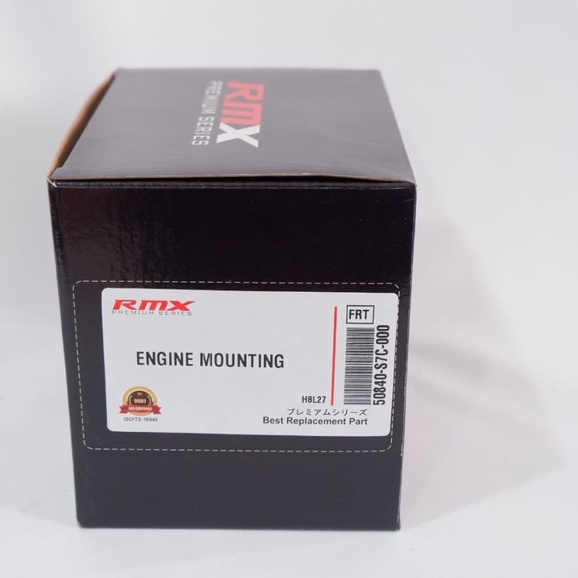 RMX
PREMIUM SERIES
RMX
PREMIUM SERIES
FRT
50840-S7C-000
ENGINE MOUNTING
9001
ISO/TS 16949
H8L27
プレミアムシリーズ
Best Replacement Part